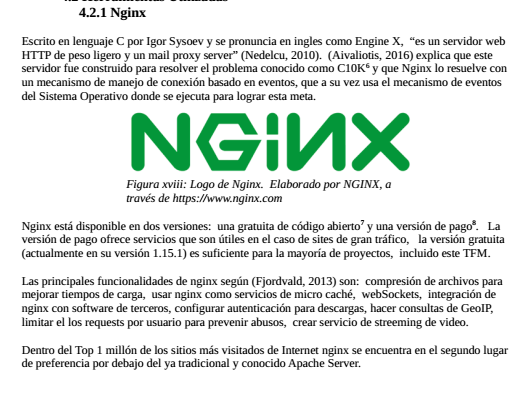 4.2.1 Nginx
Escrito en lenguaje C por Igor Sysoev y se pronuncia en ingles como Engine X, “es un servidor web
HTTP de peso ligero y un mail proxy server” (Nedelcu, 2010). (Aivaliotis, 2016) explica que este
servidor fue construido para resolver el problema conocido como C10K⁶ y que Nginx lo resuelve con
un mecanismo de manejo de conexión basado en eventos, que a su vez usa el mecanismo de eventos
del Sistema Operativo donde se ejecuta para lograr esta meta.
NGiNX
Figura xviii: Logo de Nginx. Elaborado por NGINX, a
través de https://www.nginx.com
Nginx está disponible en dos versiones: una gratuita de código abierto⁷ y una versión de pago⁸. La
versión de pago ofrece servicios que son útiles en el caso de sites de gran tráfico, la versión gratuita
(actualmente en su versión 1.15.1) es suficiente para la mayoría de proyectos, incluido este TFM.
Las principales funcionalidades de nginx según (Fjordvald, 2013) son: compresión de archivos para
mejorar tiempos de carga, usar nginx como servicios de micro caché, webSockets, integración de
nginx con software de terceros, configurar autenticación para descargas, hacer consultas de GeoIP,
limitar el los requests por usuario para prevenir abusos, crear servicio de streaming de video.
Dentro del Top 1 millón de los sitios más visitados de Internet nginx se encuentra en el segundo lugar
de preferencia por debajo del ya tradicional y conocido Apache Server.